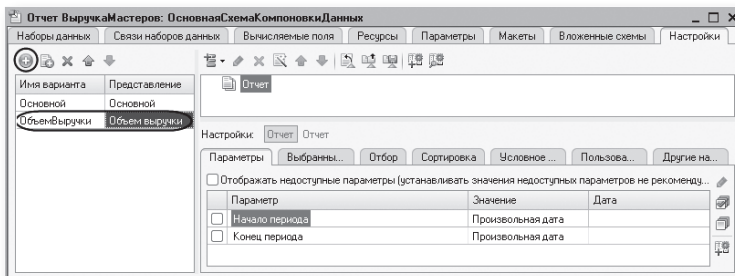 Отчет ВыручкаМастеров: ОсновнаяСхемаКомпоновкиДанных
Наборы данных Связи наборов данных Вычисляемые поля Ресурсы Параметры Макеты Вложенные схемы Настройки
Имя варианта Представление
Основной Основной
ОбъемВыручки Объем выручки
Отчет
Настройки: Отчет Отчет
Параметры Выбранны... Отбор Сортировка Условное ... Пользова... Другие на...
Отображать недоступные параметры (устанавливать значения недоступных параметров не рекоменду...
Параметр Значение Дата
Начало периода Произвольная дата
Конец периода Произвольная дата